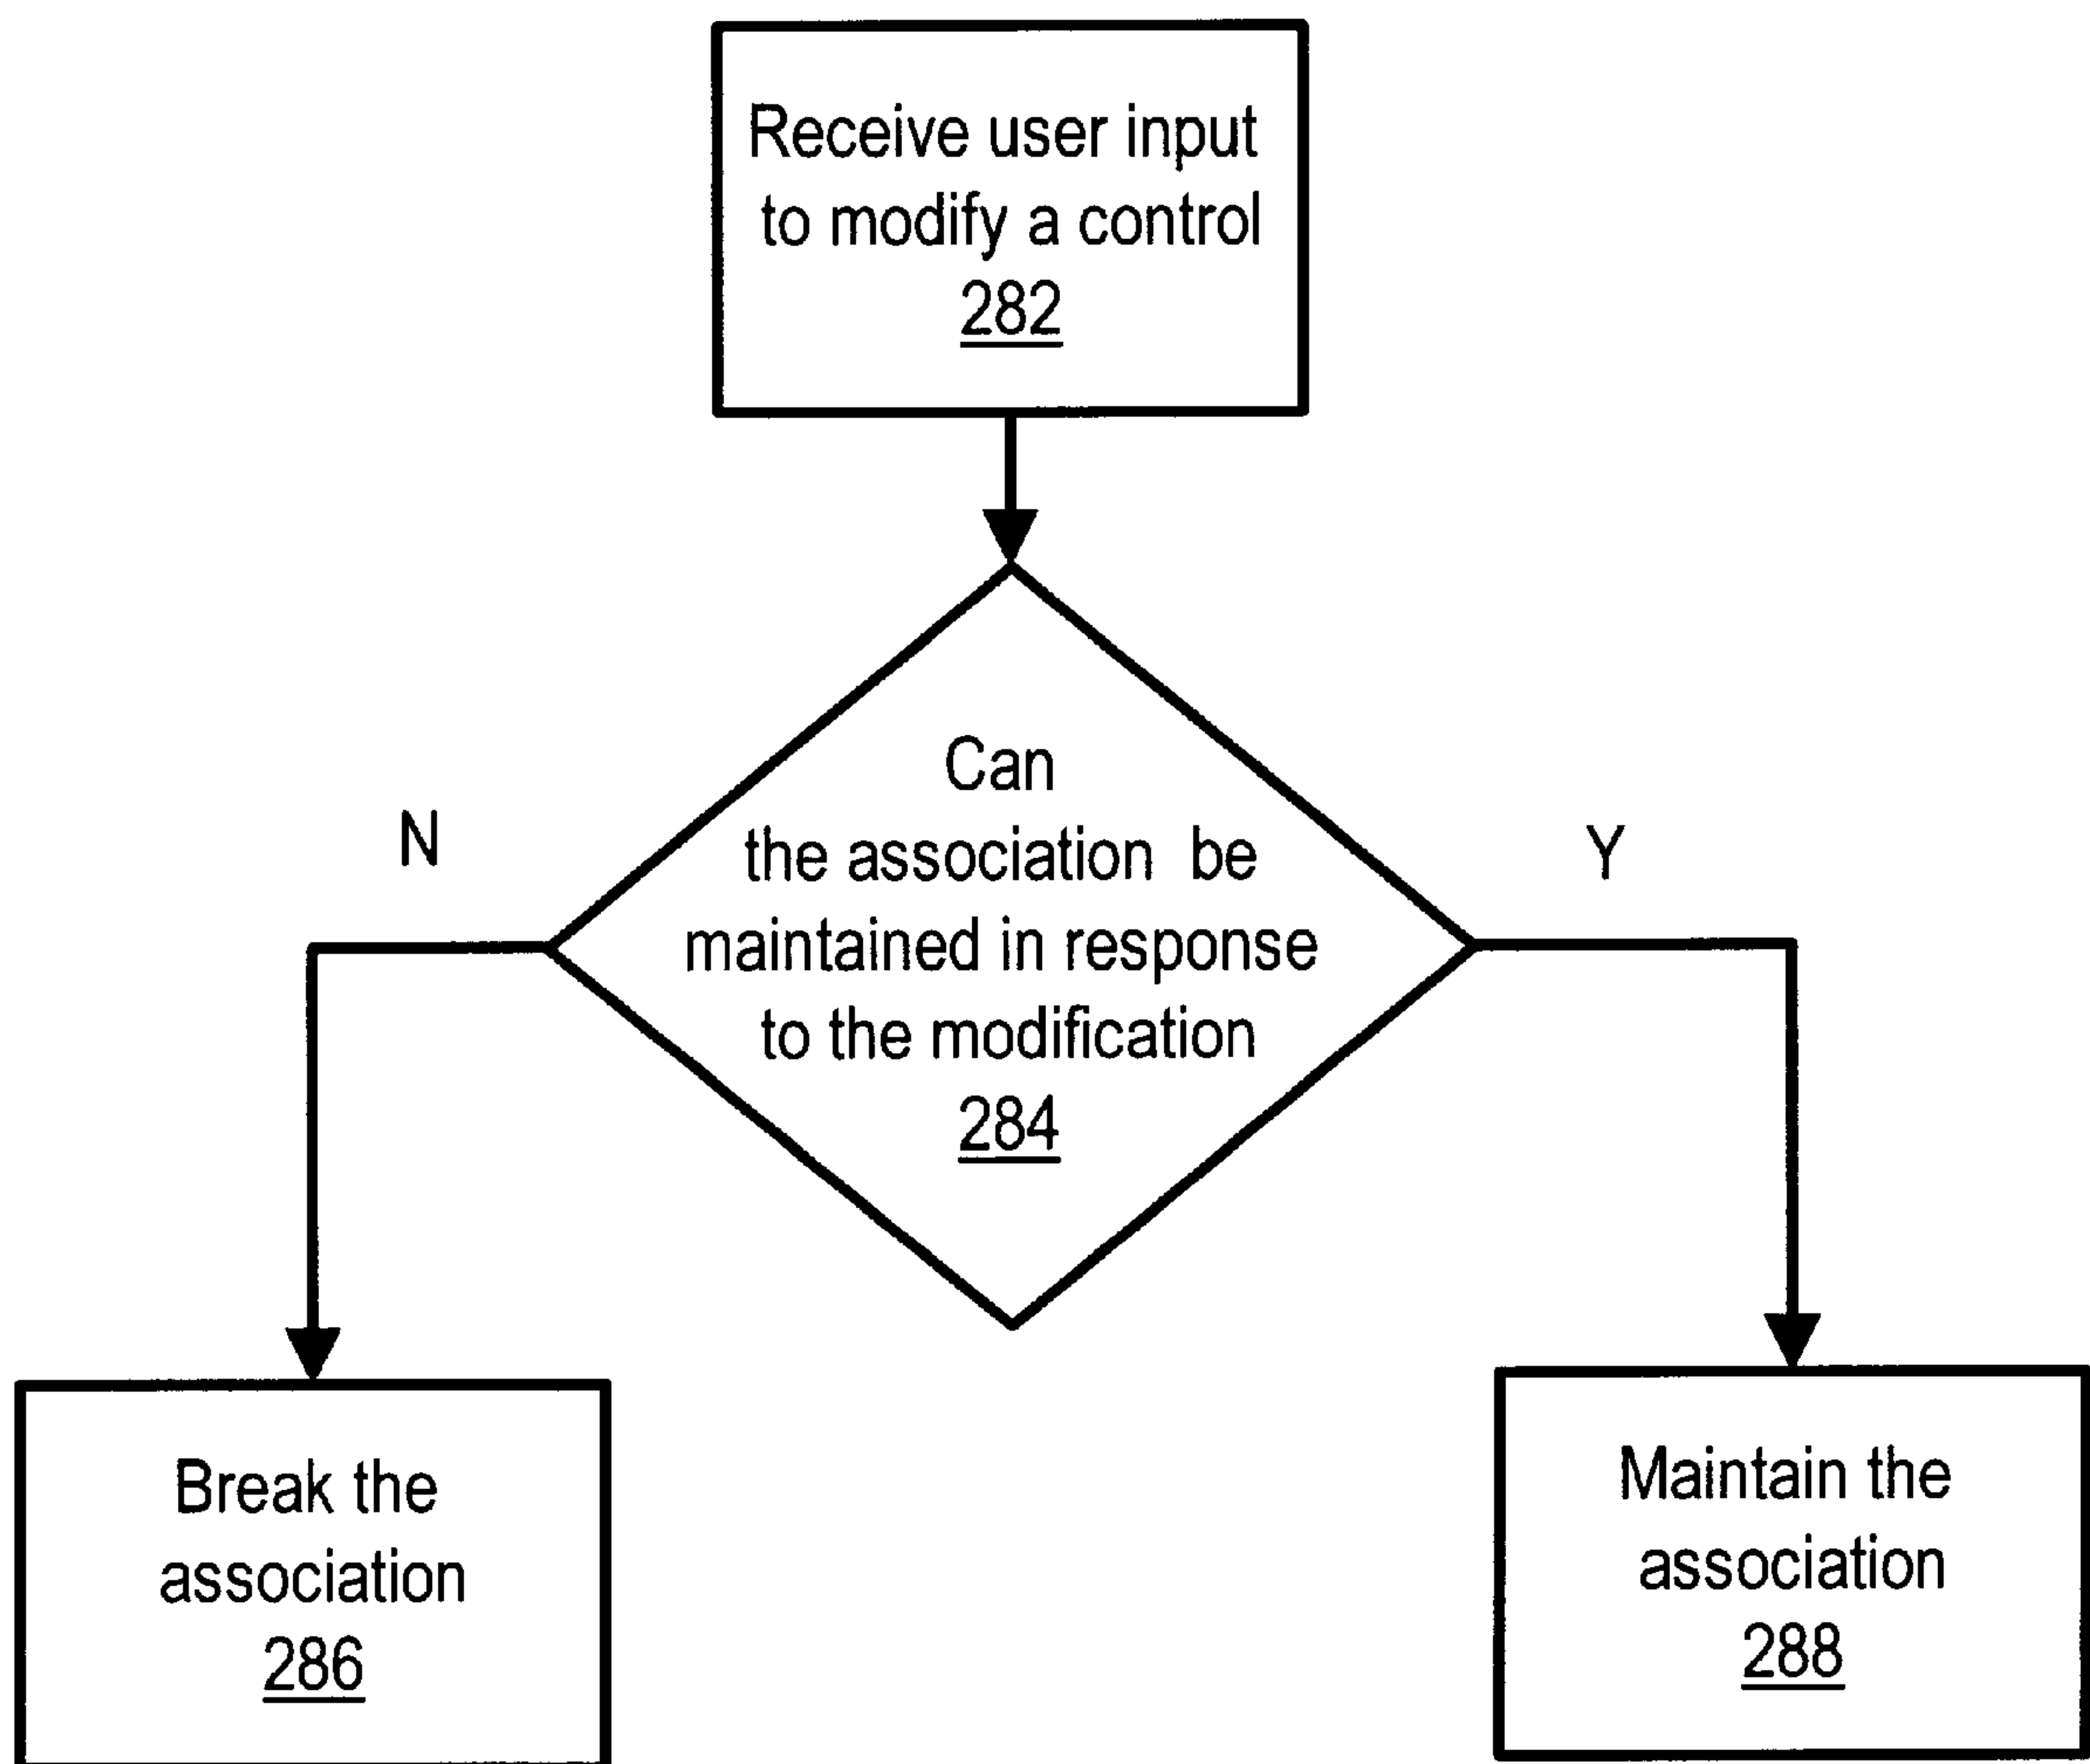 Receive user input
to modify a control
282
Can
the association be
maintained in response
to the modification
284
N
Y
Break the
association
286
Maintain the
association
288